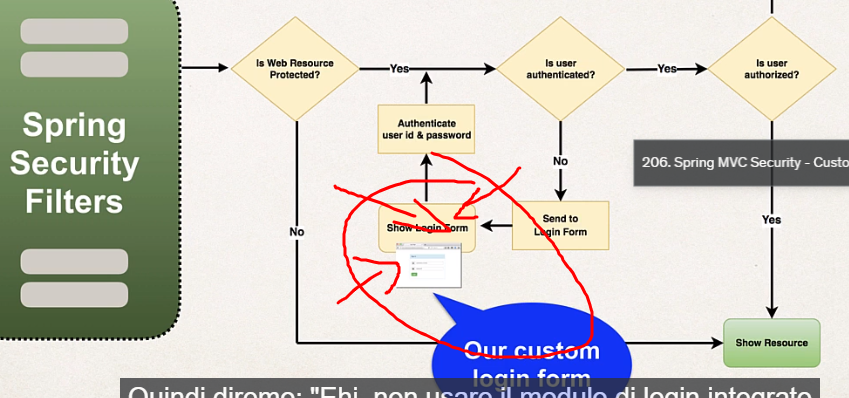 Is Web Resource
Protected?
Yes
Is user
authenticated?
Yes
Is user
authorized?
Spring
Security
Filters
Authenticate
user id & password
No
206. Spring MVC Security - Custo
No
Show Login Form
Send to
Login Form
Yes
Our custom
login form
Show Resource
Quindi diremo: "Ehi, non usare il modulo di login integrato